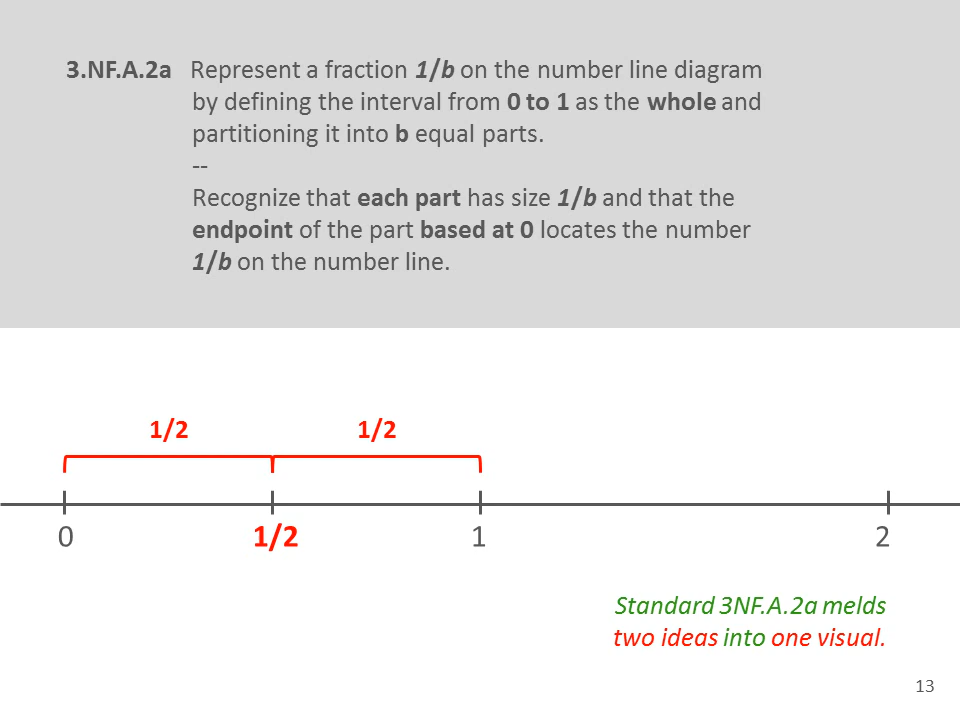 3.NF.A.2a Represent a fraction 1/b on the number line diagram
by defining the interval from 0 to 1 as the whole and
partitioning it into b equal parts.
--
Recognize that each part has size 1/b and that the
endpoint of the part based at 0 locates the number
1/b on the number line.
1/2 1/2
0 1/2 1 2
Standard 3NF.A.2a melds
two ideas into one visual.
13